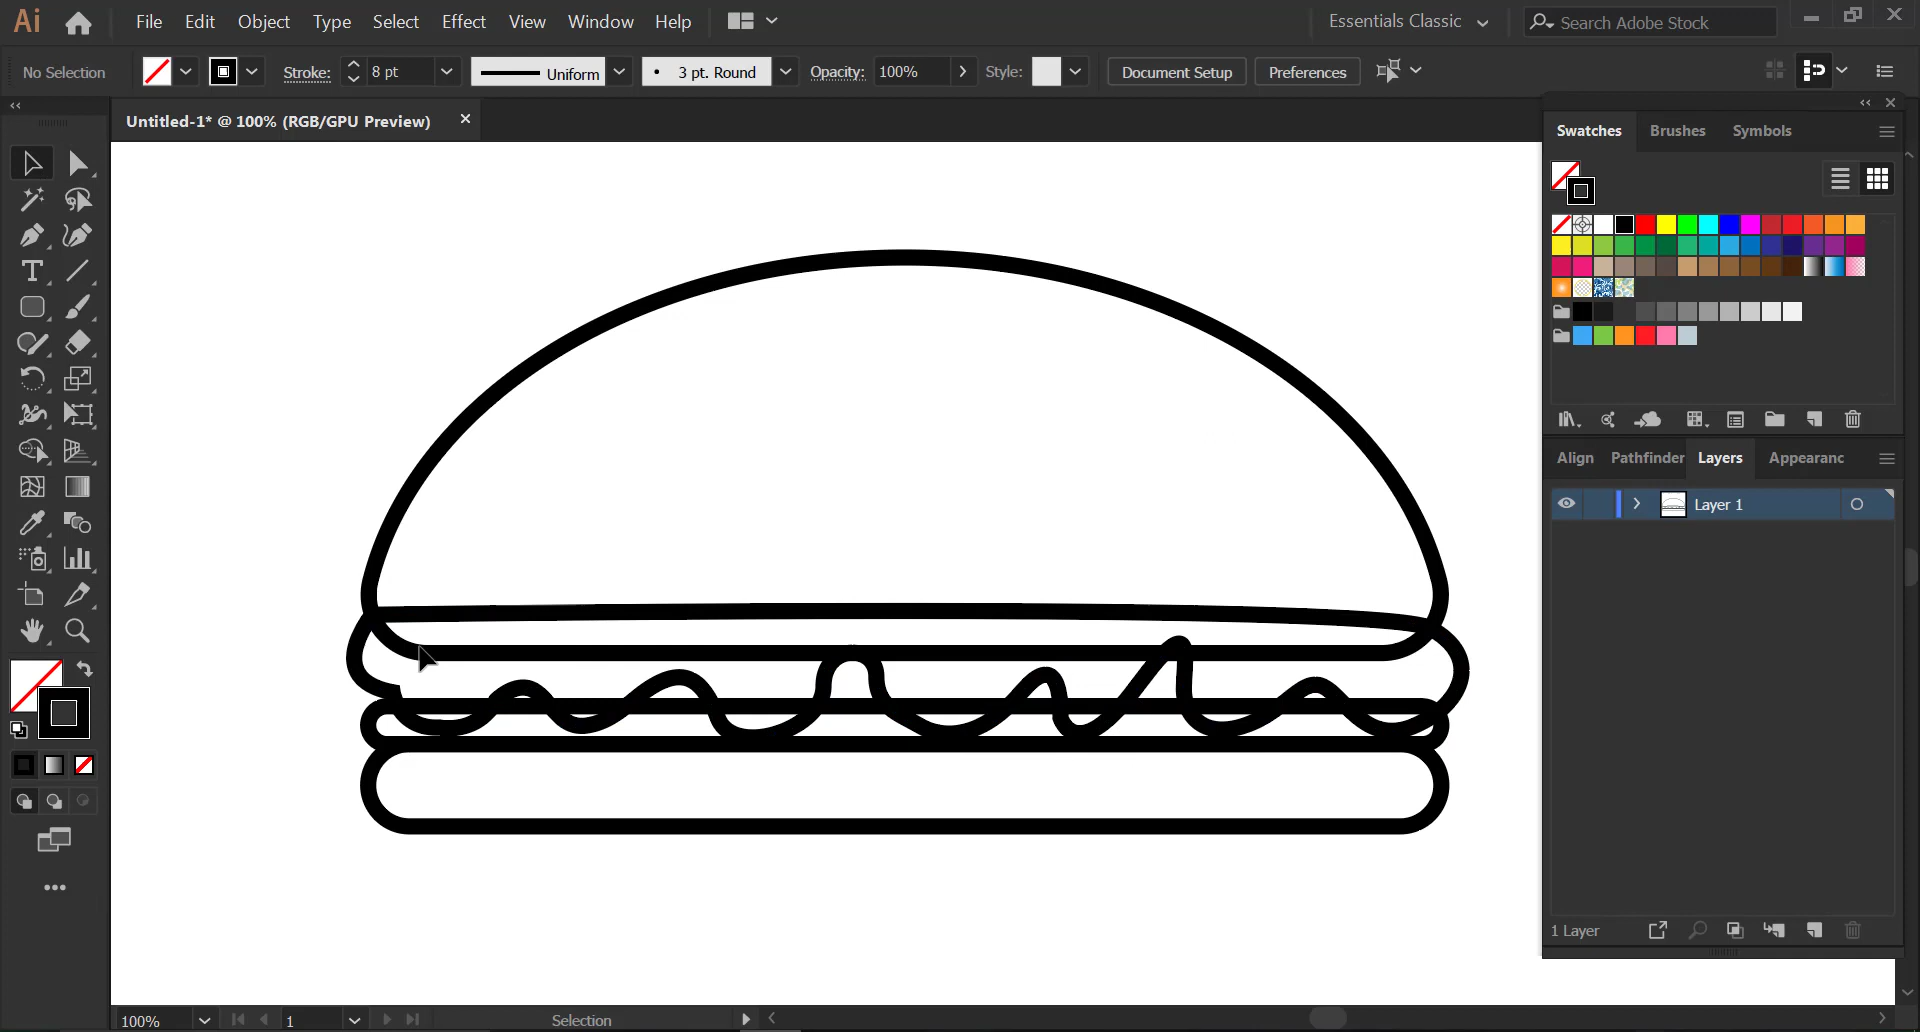 Ai File Edit Object Type Select Effect View Window Help Essentials Classic Search Adobe Stock
No Selection Stroke: 8 pt Uniform 3 pt. Round Opacity: 100% Style: Document Setup Preferences
Untitled-1* @ 100% (RGB/GPU Preview)
Swatches Brushes Symbols
Align Pathfinder Layers Appearanc
Layer 1
1 Layer
100% 1 Selection